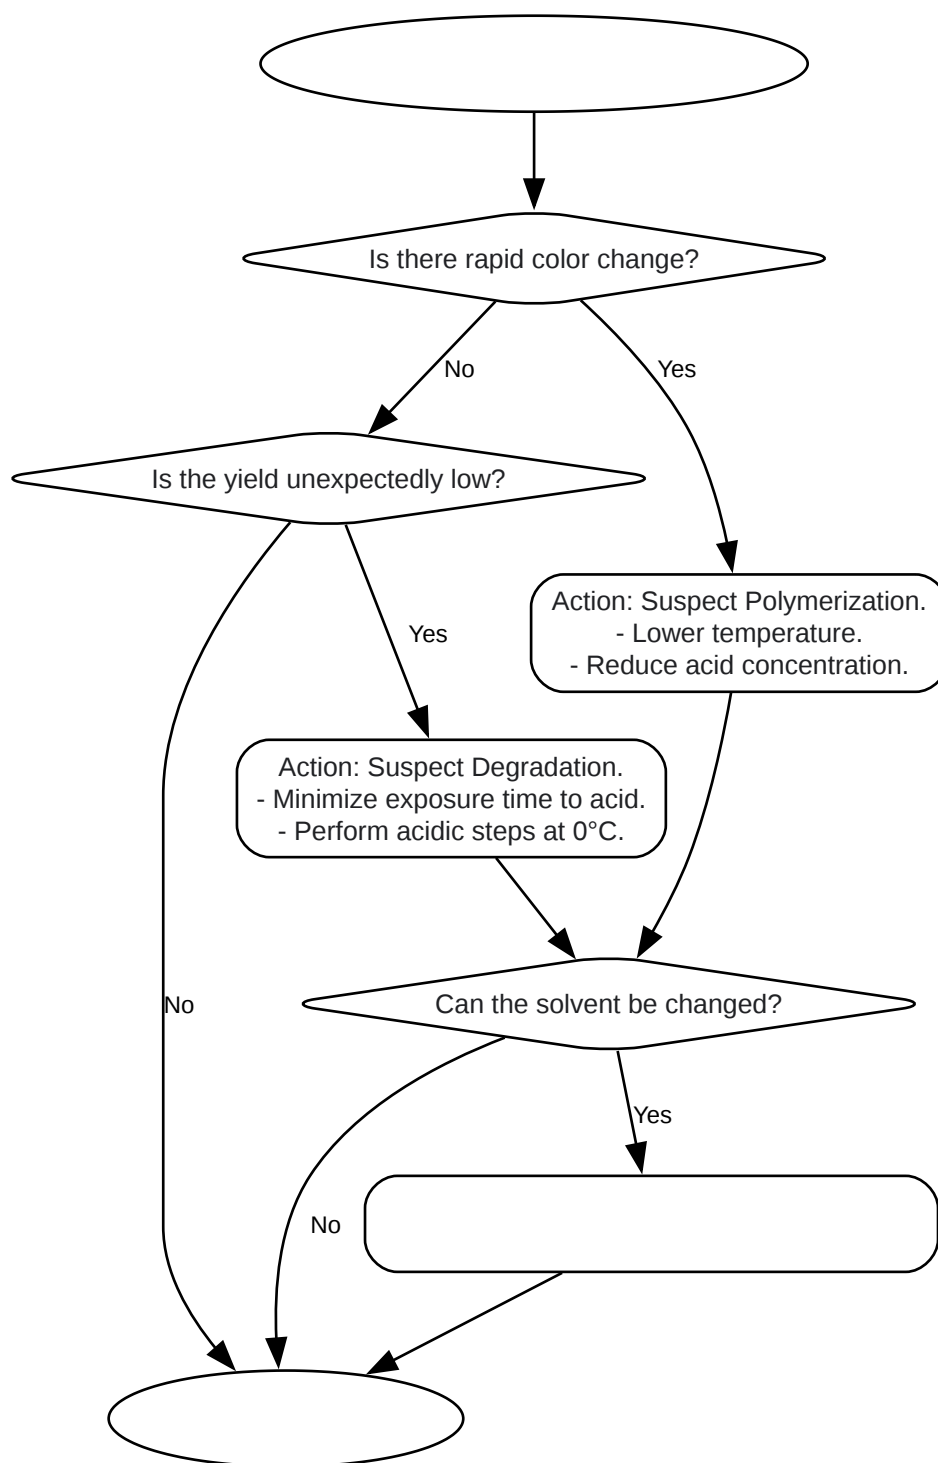 Is there rapid color change?
No
Yes
Is the yield unexpectedly low?
Action: Suspect Polymerization.
- Lower temperature.
- Reduce acid concentration.
Yes
Action: Suspect Degradation.
- Minimize exposure time to acid.
- Perform acidic steps at 0°C.
No
Can the solvent be changed?
Yes
No